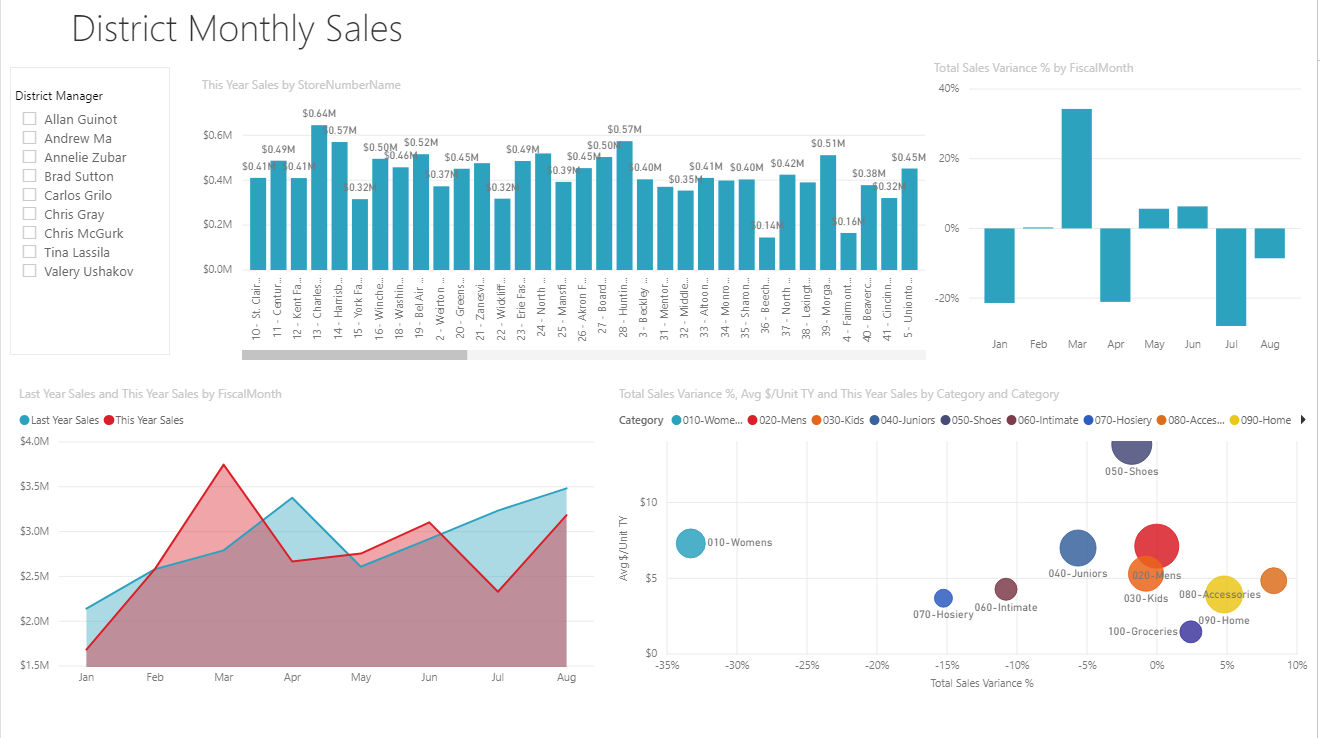 District Monthly Sales
District Manager
Allan Guinot
Andrew Ma
Annelie Zubar
Brad Sutton
Carlos Grilo
Chris Gray
Chris McGurk
Tina Lassila
Valery Ushakov
This Year Sales by StoreNumberName
$0.6M
$0.4M
$0.2M
$0.0M
$0.41M
$0.49M
$0.41M
$0.64M
$0.57M
$0.32M
$0.50M
$0.46M
$0.52M
$0.37M
$0.45M
$0.32M
$0.49M
$0.39M
$0.45M
$0.50M
$0.57M
$0.40M
$0.35M
$0.41M
$0.40M
$0.14M
$0.42M
$0.51M
$0.16M
$0.38M
$0.32M
$0.45M
10 - St. Clair...
11 - Centur...
12 - Kent Fa...
13 - Charles...
14 - Harrisb...
15 - York Fa...
16 - Winche...
18 - Washin...
19 - Bel Air ...
2 - Weirton ...
20 - Greens...
21 - Zanesvi...
22 - Wickliff...
23 - Erie Fas...
24 - North ...
25 - Mansfi...
26 - Akron F...
27 - Board...
28 - Huntin...
3 - Beckley ...
31 - Mentor...
32 - Middle...
33 - Altoon...
34 - Monro...
35 - Sharon...
36 - Beech...
37 - North ...
38 - Lexingt...
39 - Morga...
4 - Fairmont...
40 - Beaverc...
41 - Cincinn...
5 - Unionto...
Total Sales Variance % by FiscalMonth
40%
20%
0%
-20%
Jan Feb Mar Apr May Jun Jul Aug
Last Year Sales and This Year Sales by FiscalMonth
Last Year Sales This Year Sales
$4.0M
$3.5M
$3.0M
$2.5M
$2.0M
$1.5M
Jan Feb Mar Apr May Jun Jul Aug
Total Sales Variance %, Avg $/Unit TY and This Year Sales by Category and Category
Category 010-Wome... 020-Mens 030-Kids 040-Juniors 050-Shoes 060-Intimate 070-Hosiery 080-Acces... 090-Home
Avg $/Unit TY
$10
$5
$0
050-Shoes
010-Womens
040-Juniors
020-Mens
030-Kids
080-Accessories
070-Hosiery
060-Intimate
090-Home
100-Groceries
-35% -30% -25% -20% -15% -10% -5% 0% 5% 10%
Total Sales Variance %